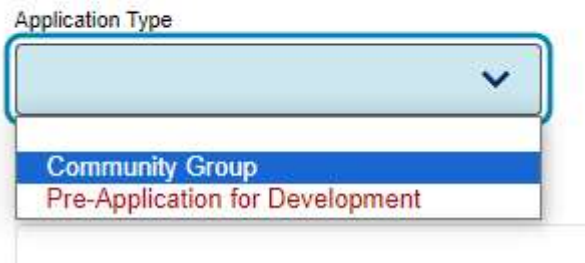 Application Type
Community Group
Pre-Application for Development